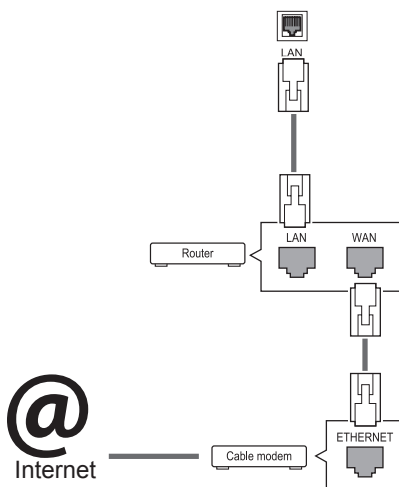 LAN
LAN WAN
Router
ETHERNET
@
Internet
Cable modem